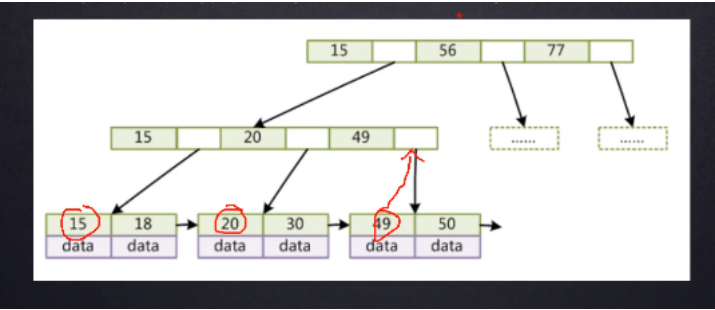 15 56 77
15 20 49 ...... ......
15 18 20 30 49 50
data data data data data data